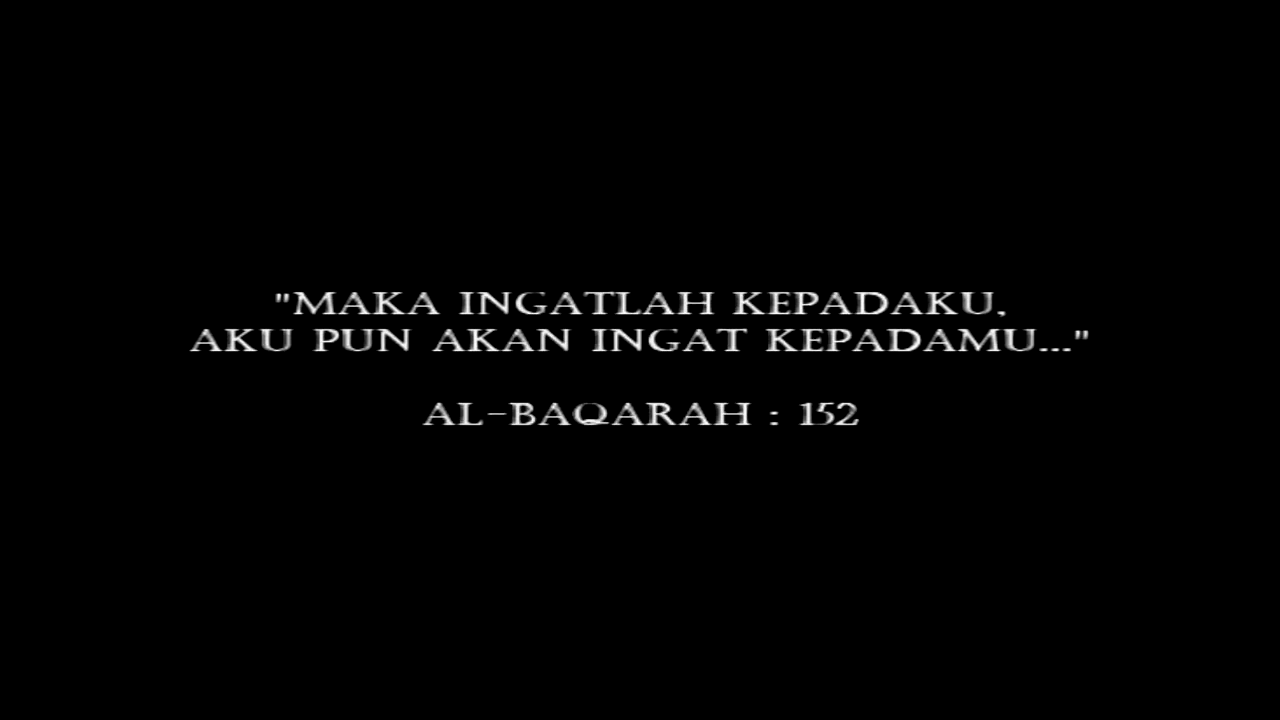 "MAKA INGATLAH KEPADAKU,
AKU PUN AKAN INGAT KEPADAMU..."
AL-BAQARAH : 152